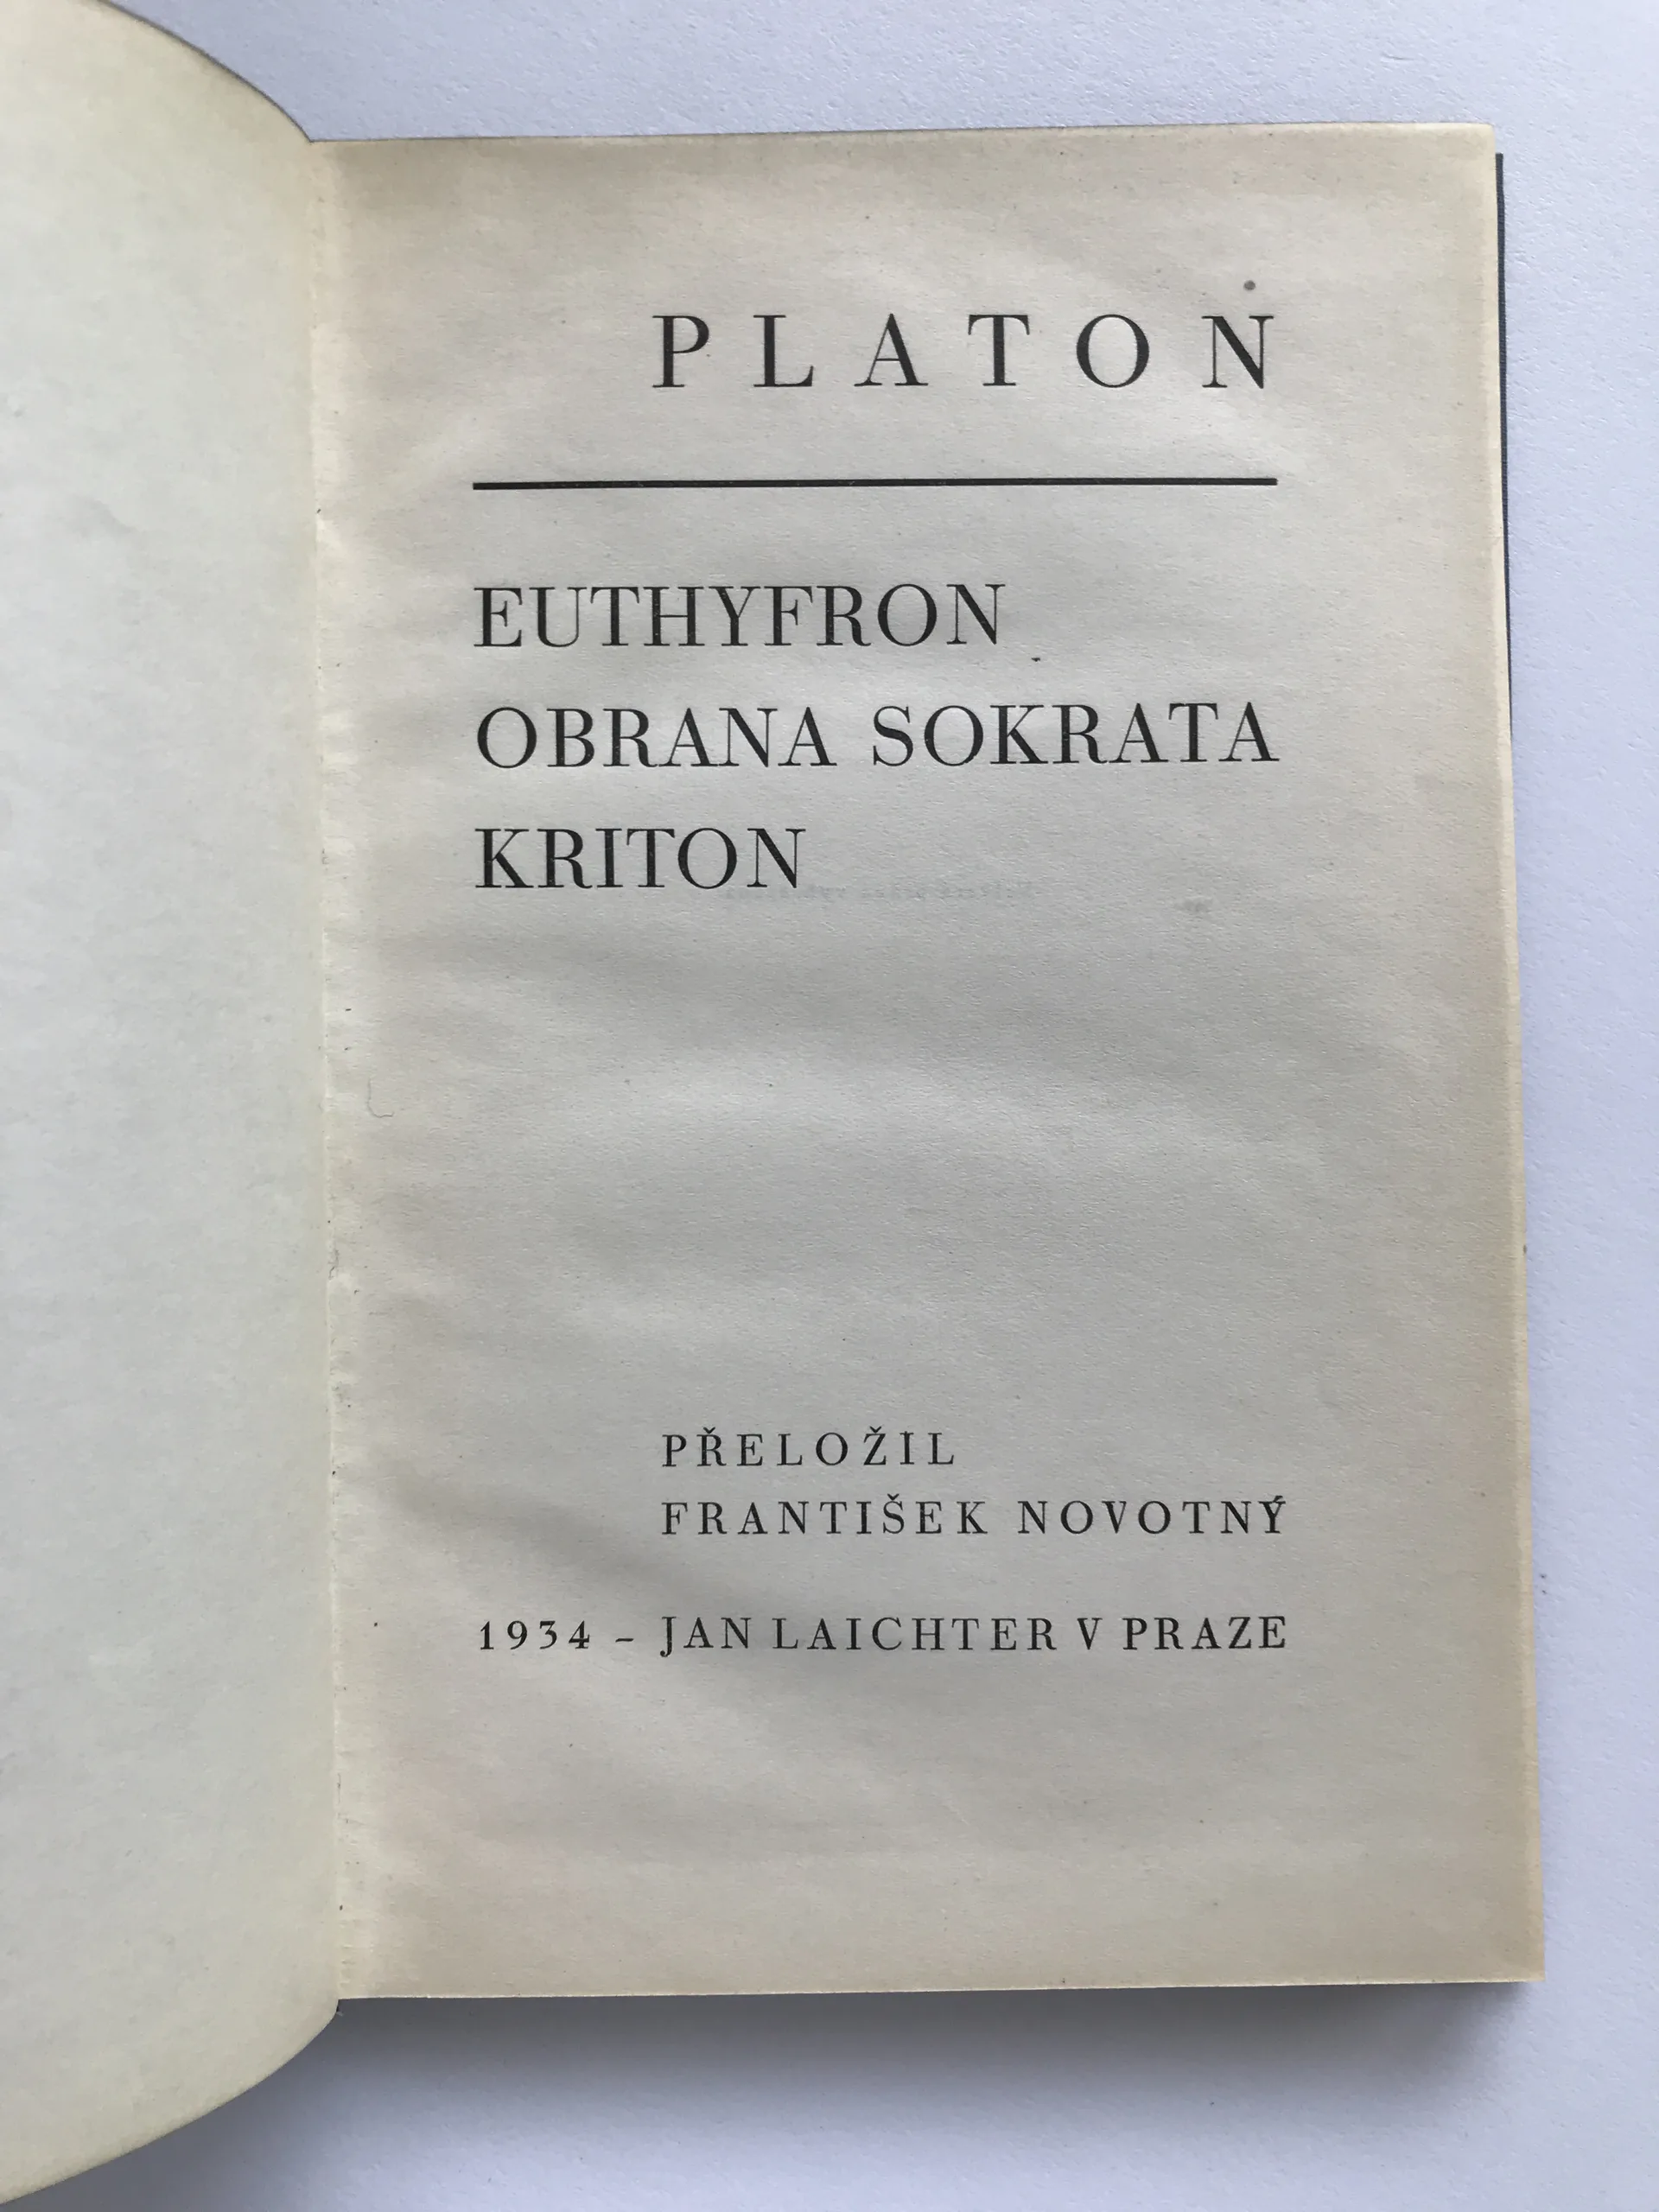 PLATON
EUTHYFRON
OBRANA SOKRATA
KRITON
PŘELOŽIL
FRANTIŠEK NOVOTNÝ
1934 – JAN LAICHTER V PRAZE